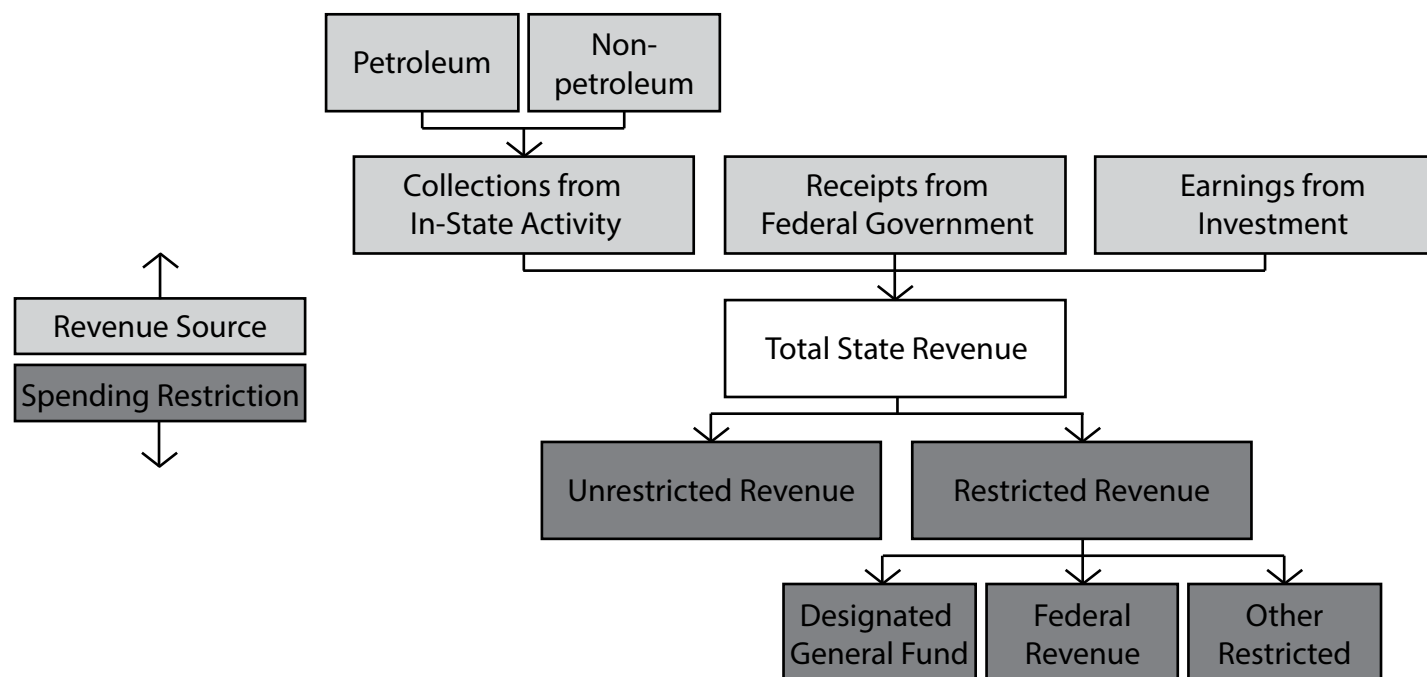 Petroleum
Non-
petroleum
Collections from
In-State Activity
Receipts from
Federal Government
Earnings from
Investment
Revenue Source
Spending Restriction
Total State Revenue
Unrestricted Revenue
Restricted Revenue
Designated
General Fund
Federal
Revenue
Other
Restricted